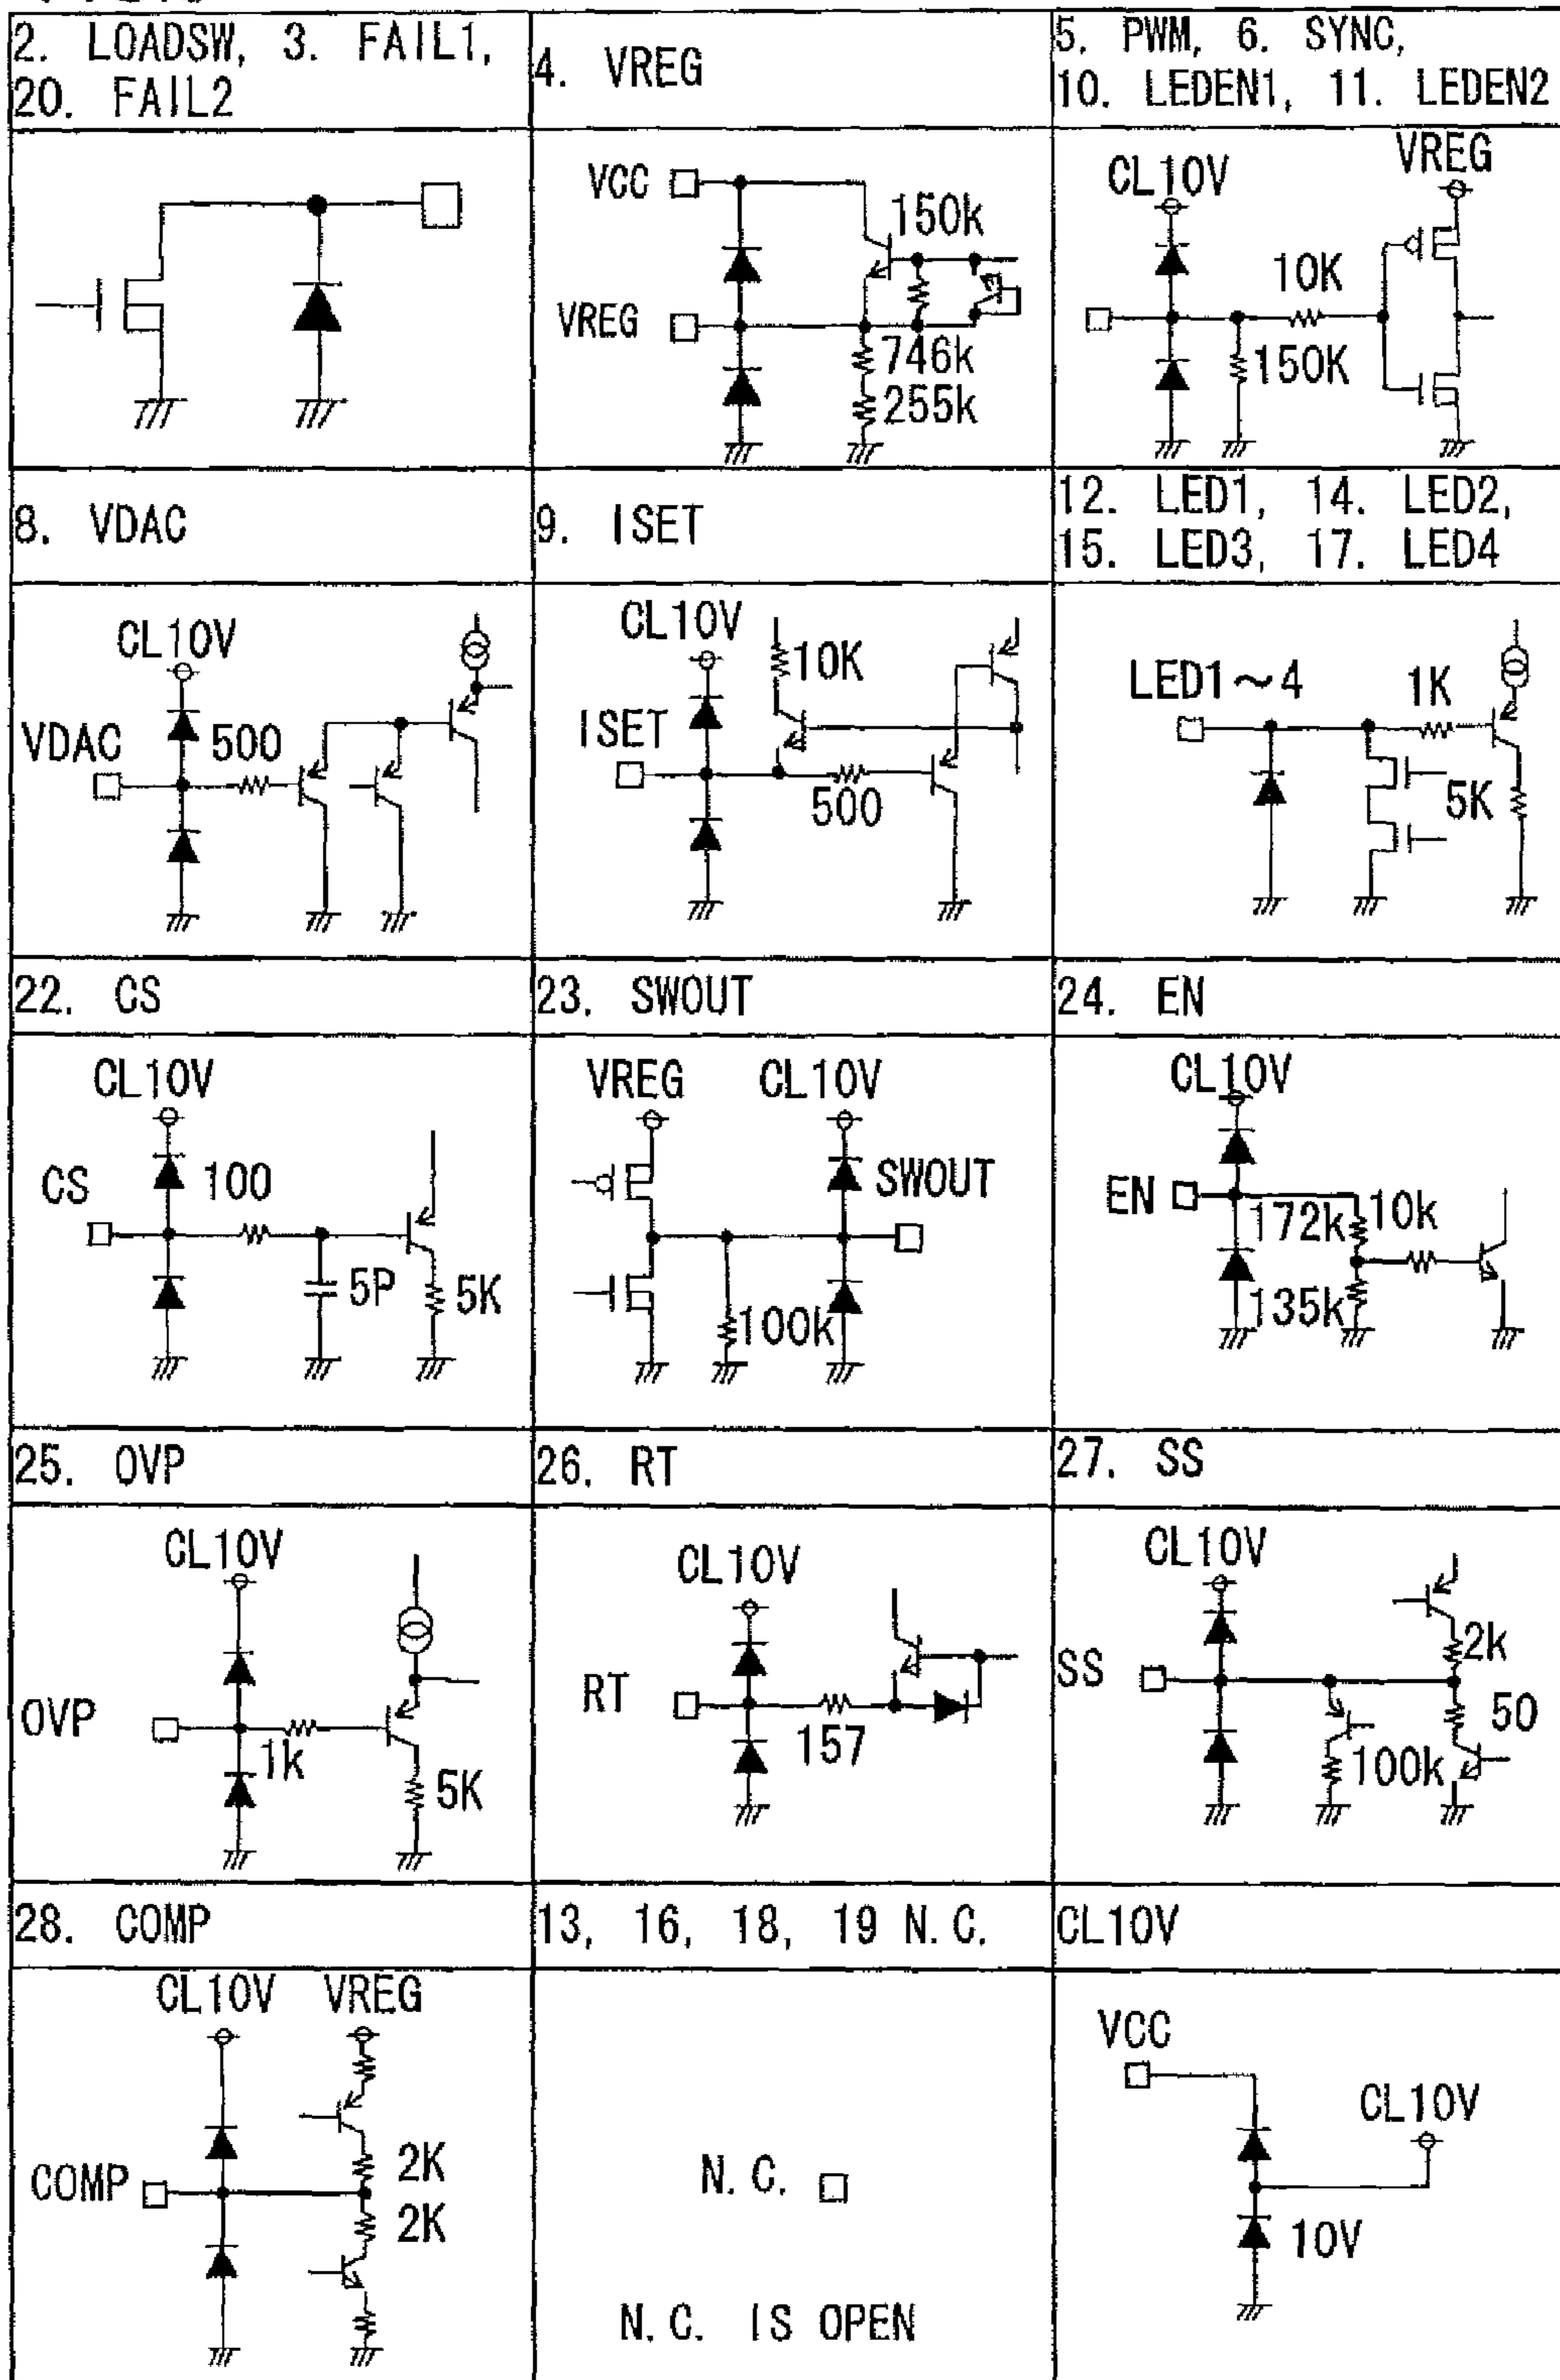 2. LOADSW, 3. FAIL1,
20. FAIL2
4. VREG
5. PWM, 6. SYNC,
10. LEDEN1, 11. LEDEN2
VCC
150k
VREG
746k
255k
CL10V
VREG
10K
150K
8. VDAC
9. ISET
12. LED1, 14. LED2,
15. LED3, 17. LED4
CL10V
VDAC
500
CL10V
10K
ISET
500
LED1～4
1K
5K
22. CS
23. SWOUT
24. EN
CL10V
CS
100
5P
5K
VREG
CL10V
SWOUT
100k
CL10V
EN
172k
10k
135k
25. OVP
26. RT
27. SS
CL10V
OVP
1k
5K
CL10V
RT
157
CL10V
2k
SS
50
100k
28. COMP
13, 16, 18, 19 N.C.
CL10V
CL10V
VREG
COMP
2K
2K
N.C.
N.C. IS OPEN
VCC
CL10V
10V